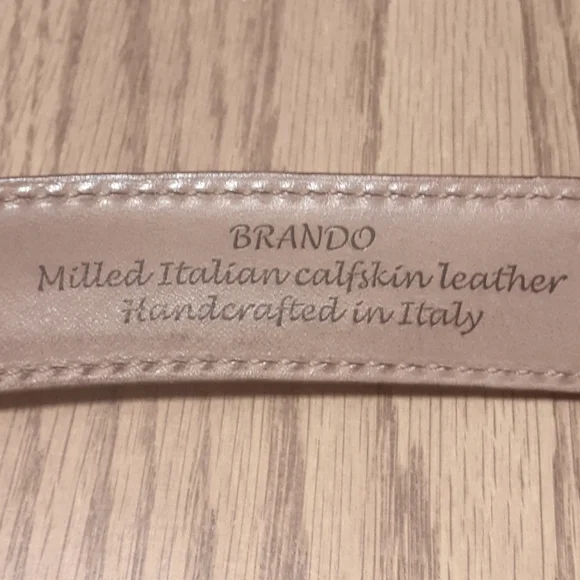 BRANDO
Milled Italian calfskin leather
Handcrafted in Italy